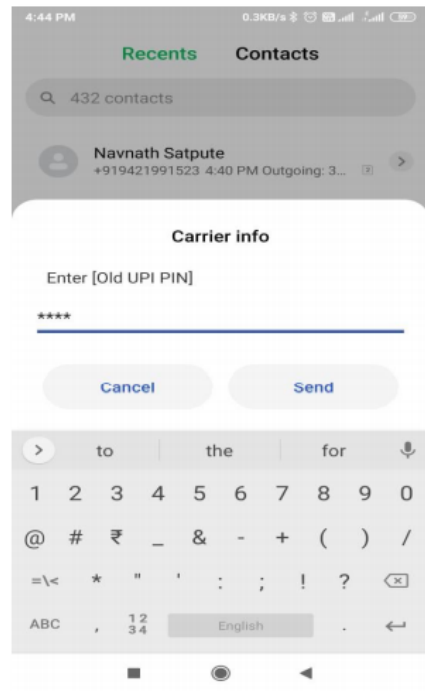 4:44 PM 0.3KB/s
Recents Contacts
432 contacts
Navnath Satpute
+919421991523 4:40 PM Outgoing: 3...
Carrier info
Enter [Old UPI PIN]
****
Cancel Send
to the for
1 2 3 4 5 6 7 8 9 0
@ # ₹ _ & - + ( ) /
=\< * " ' : ; ! ?
ABC , 12 34 English .